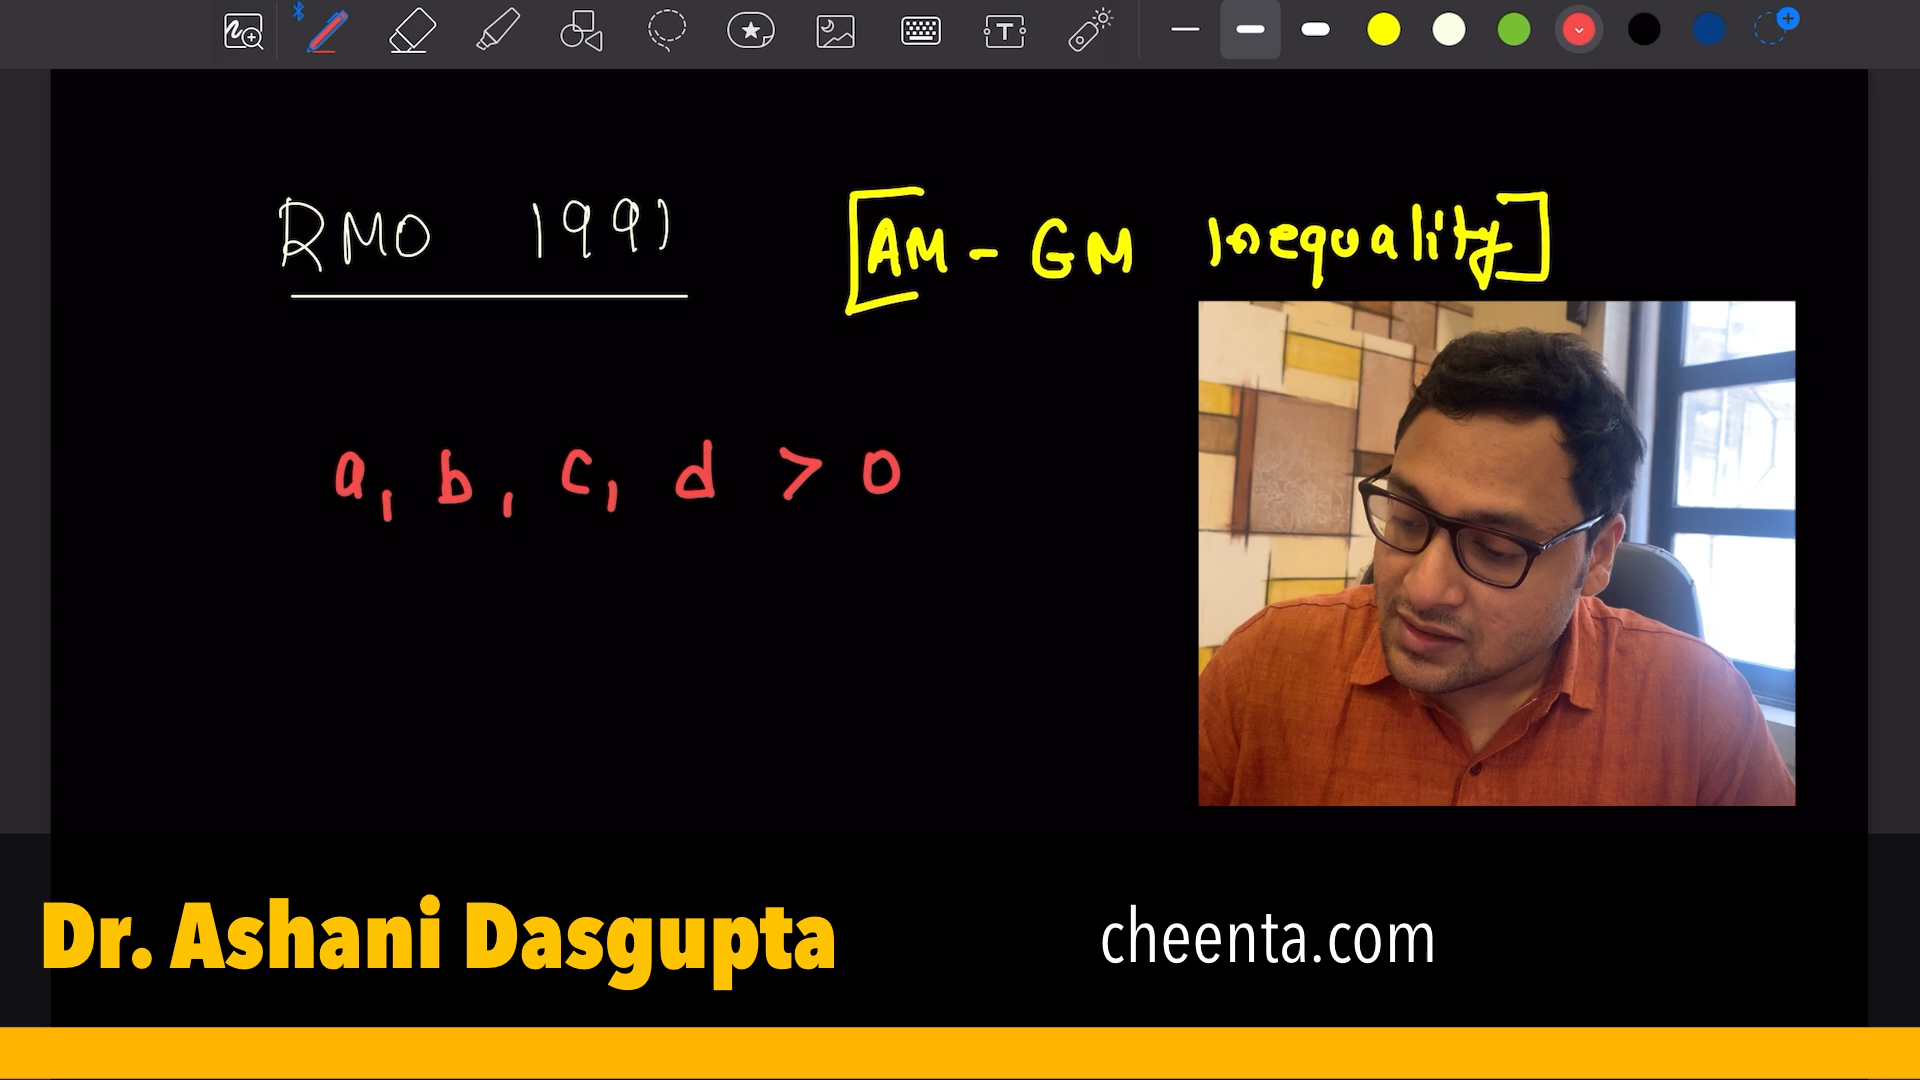 RMO 1991 [AM - GM Inequality]
a, b, c, d > 0
Dr. Ashani Dasgupta
cheenta.com